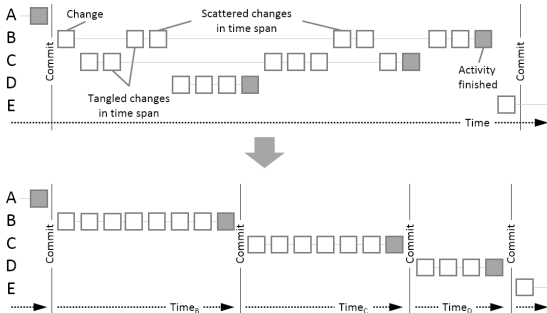 A
Change
Scattered changes
in time span
B
C
D
E
Tangled changes
in time span
Activity
finished
Commit
Commit
Time
A
B
C
D
E
Commit
Commit
Commit
Commit
TimeB
TimeC
TimeD